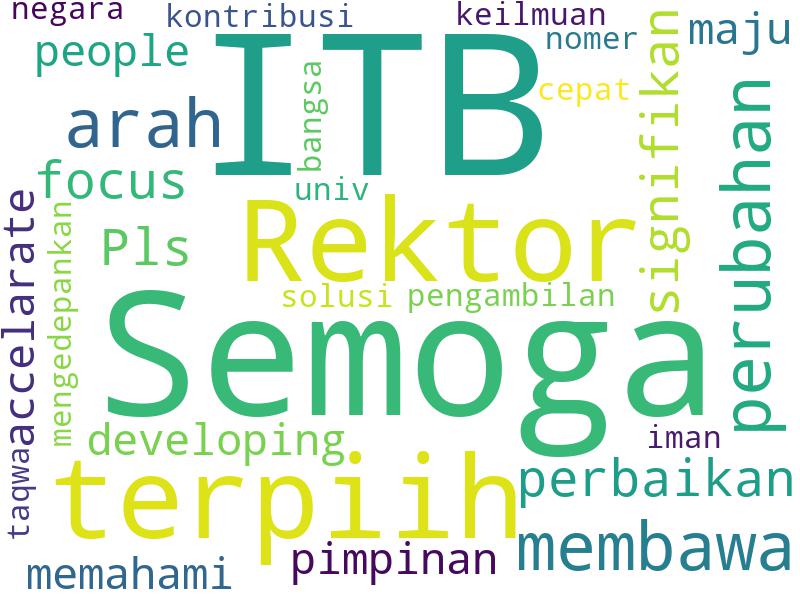 negara
kontribusi
keilmuan
people
ITB
nomer
maju
arah
bangsa
cepat
signifikan
focus
univ
perubahan
Pls
Rektor
accelarate
mengedepankan
solusi
pengambilan
Semoga
developing
iman
taqwa
terpiih
perbaikan
memahami
pimpinan
membawa